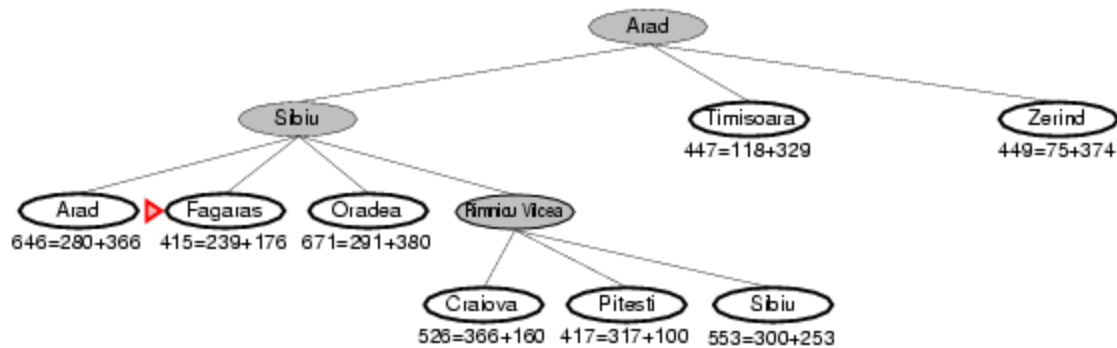 Arad
Sibiu
Timisoara
Zerind
447=118+329
449=75+374
Arad
Fagaras
Oradea
Rimnicu Vilcea
646=280+366
415=239+176
671=291+380
Craiova
Pitesti
Sibiu
526=366+160
417=317+100
553=300+253